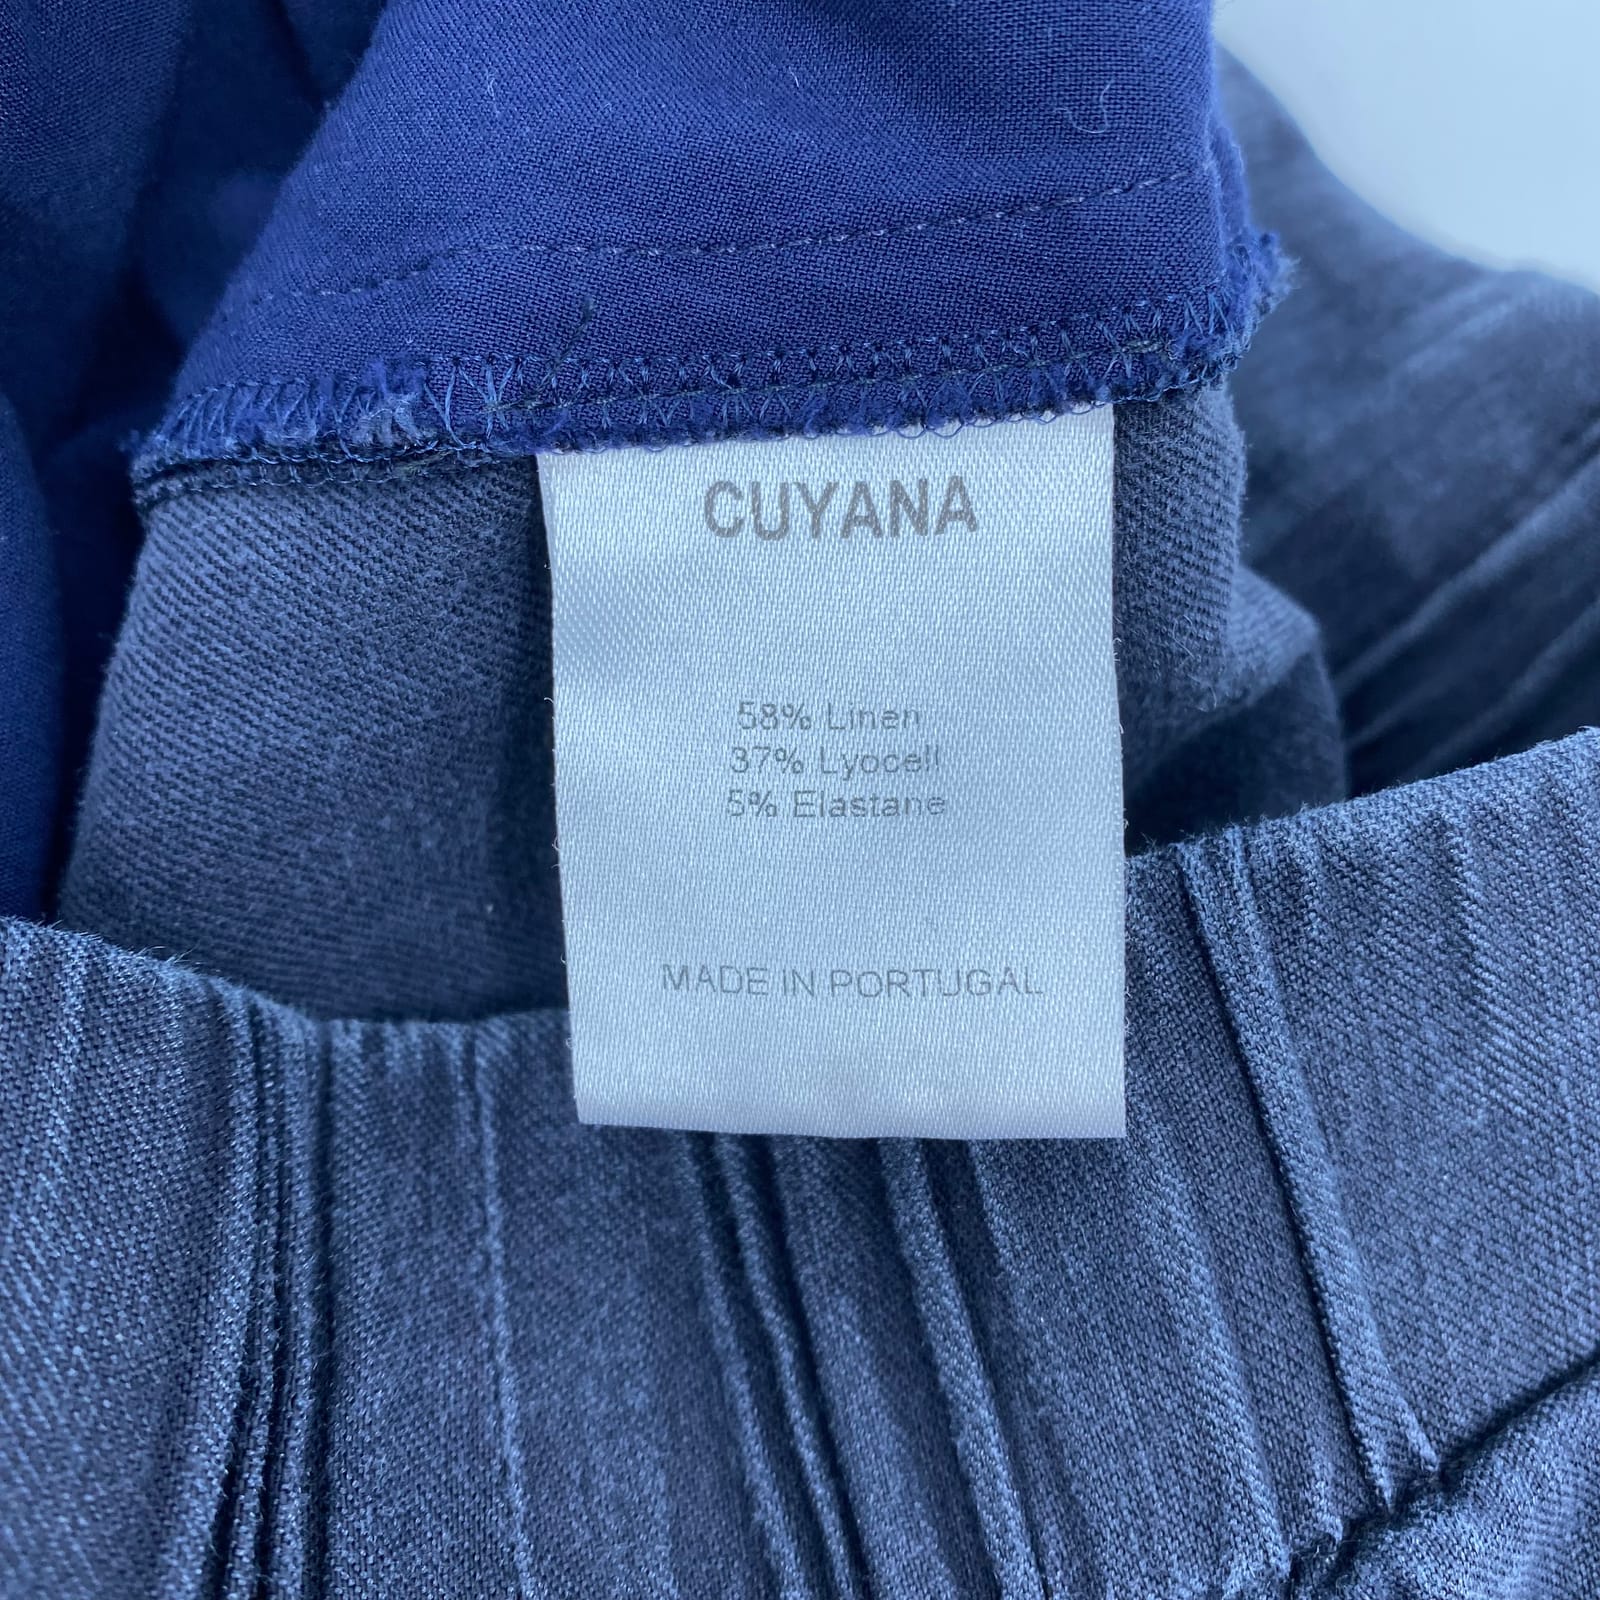 CUYANA
58% Linen
37% Lyocell
5% Elastane
MADE IN PORTUGAL